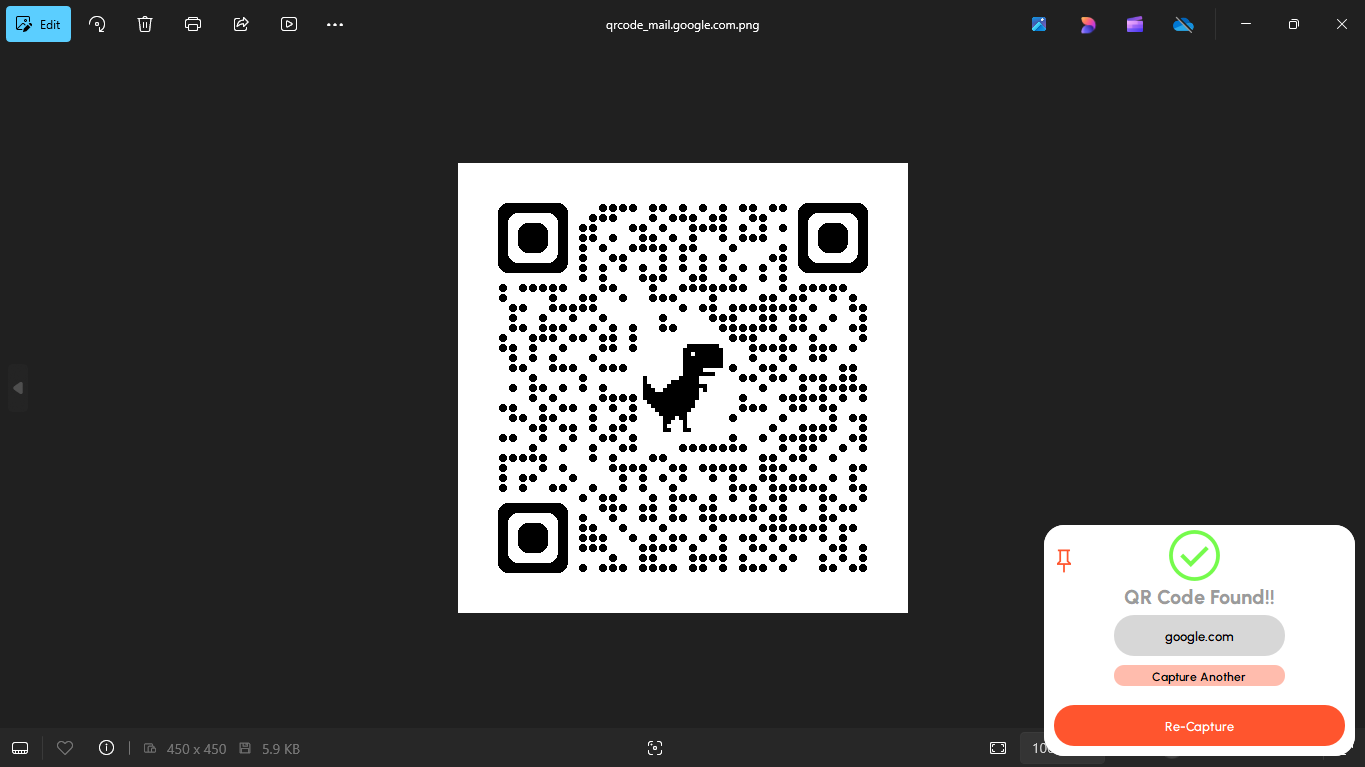 Edit
qrcode_mail.google.com.png
QR Code Found!!
google.com
Capture Another
Re-Capture
450 x 450
5.9 KB